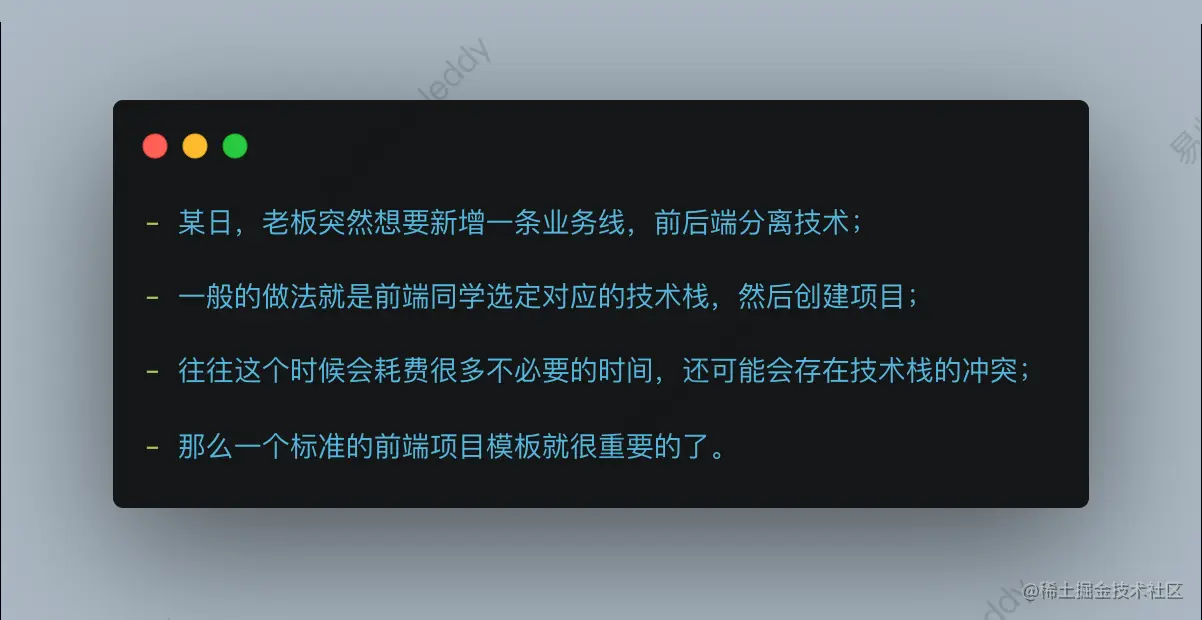 leddy
易
- 某日，老板突然想要新增一条业务线，前后端分离技术；
- 一般的做法就是前端同学选定对应的技术栈，然后创建项目；
- 往往这个时候会耗费很多不必要的时间，还可能会存在技术栈的冲突；
- 那么一个标准的前端项目模板就很重要的了。
ddy
@稀土掘金技术社区